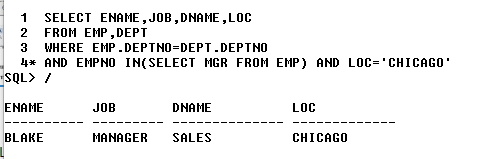 1 SELECT ENAME,JOB,DNAME,LOC
2 FROM EMP,DEPT
3 WHERE EMP.DEPTNO=DEPT.DEPTNO
4* AND EMPNO IN(SELECT MGR FROM EMP) AND LOC='CHICAGO'
SQL> /
ENAME JOB DNAME LOC
---------- --------- -------------- -------------
BLAKE MANAGER SALES CHICAGO